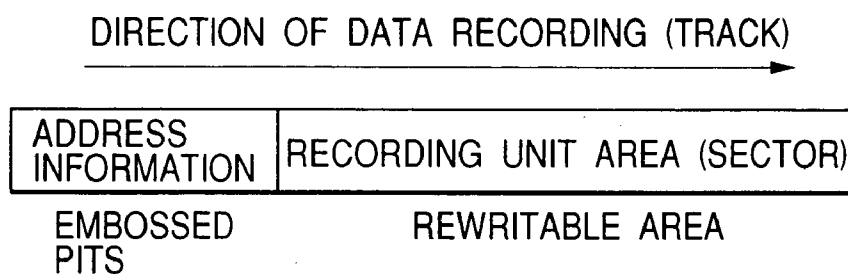 DIRECTION OF DATA RECORDING (TRACK)
ADDRESS
INFORMATION
RECORDING UNIT AREA (SECTOR)
EMBOSSED
PITS
REWRITABLE AREA